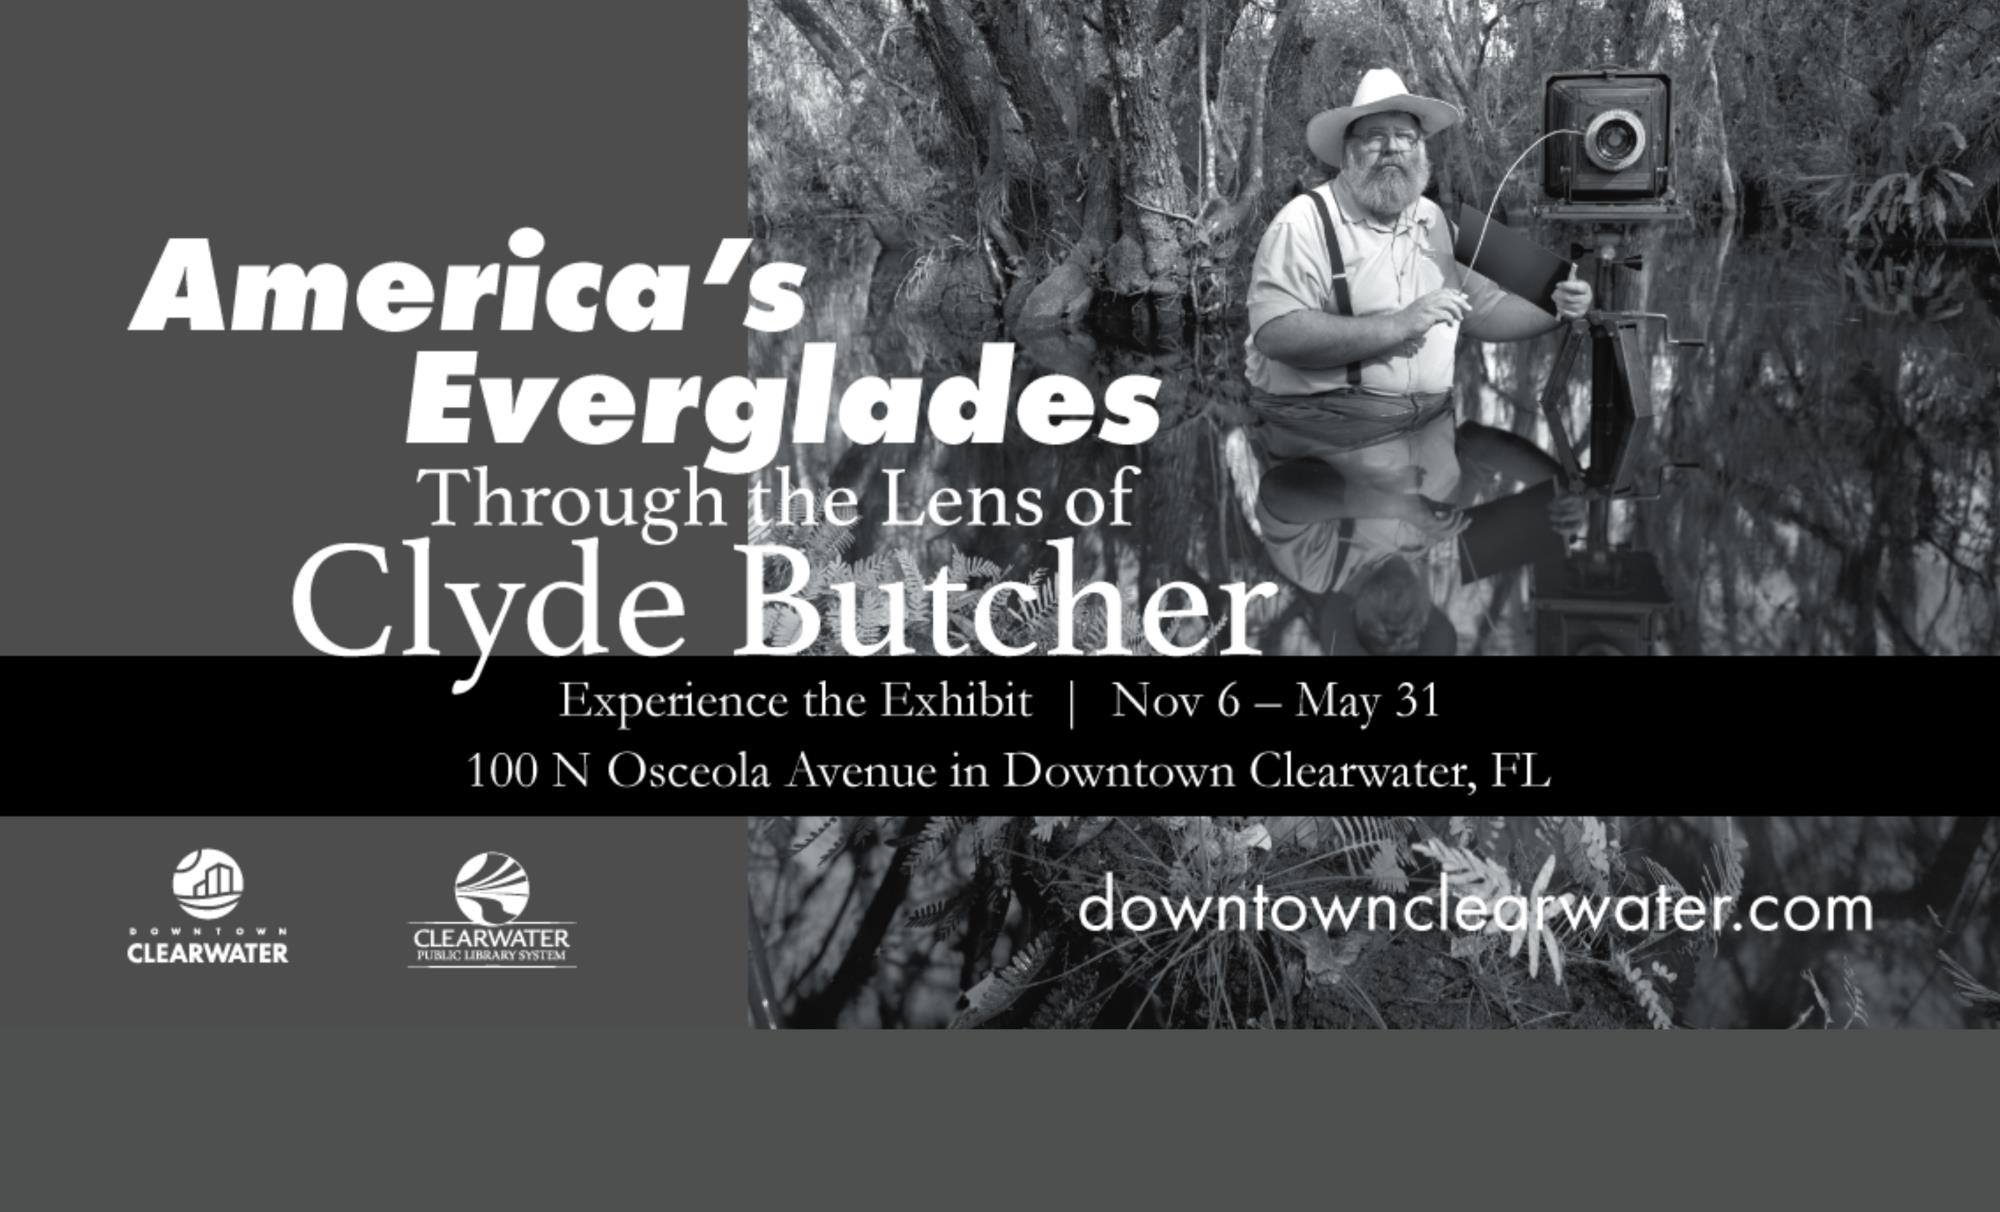 America's
Everglades
Through the Lens of
Clyde Butcher
Experience the Exhibit | Nov 6 – May 31
100 N Osceola Avenue in Downtown Clearwater, FL
DOWNTOWN
CLEARWATER
CLEARWATER
PUBLIC LIBRARY SYSTEM
downtownclearwater.com